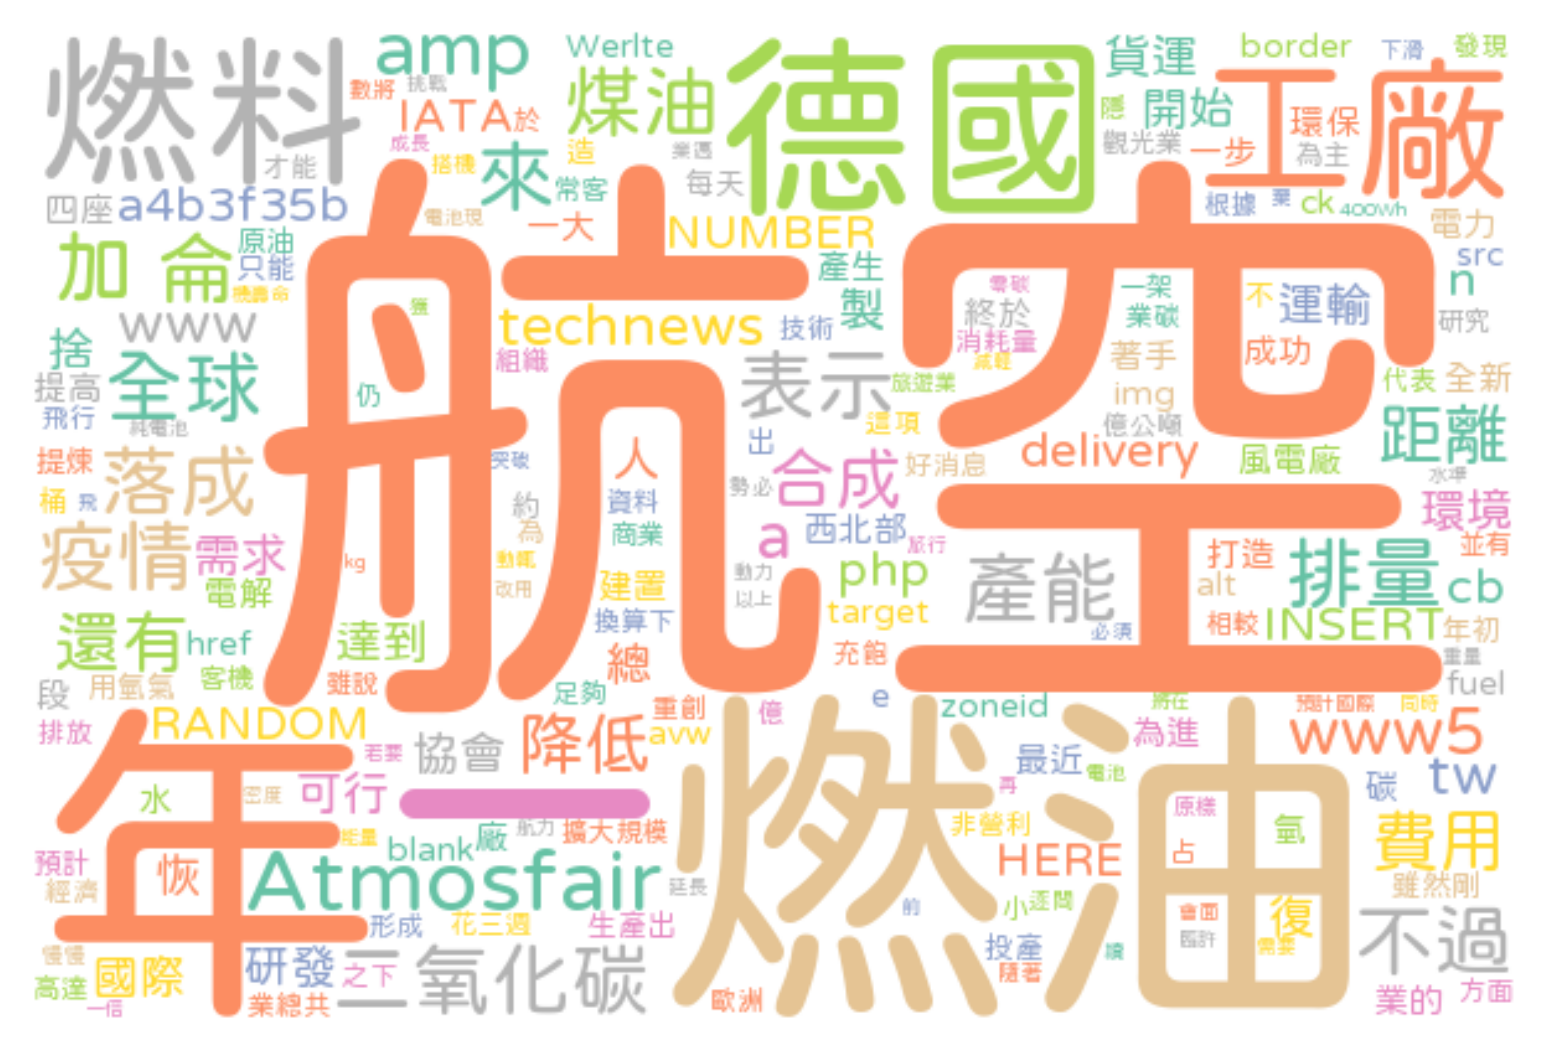 燃料
amp
Werlte
德國
貨運
border
下滑
發現
數將
挑戰
IATA於
煤油
隱
開始
工廠
環保
成長
才能
搭機
來
造
常客
樂透
每天
觀光業
一步
為主
四座
a4b3f35b
電池現
一大
NUMBER
根據
業
ck
400Wh
電力
加
侖
原油
只能
機壽命
航空
產生
src
n
www
獲
technews
技術
製
零碳
終於
一架
業碳
不
運輸
研究
捨
全球
組織
表示
消耗量
減輕
著手
成功
提高
飛行
純電池
仍
旅遊業
img
代表
全新
這項
億公噸
提煉
落成
突破
人
出
合成
好消息
delivery
風電廠
距離
水準
桶
飛
約
資料
勢必
西北部
環境
疫情
需求
為
商業
a
旅行
並有
kg
電解
改用
建置
動力
以上
php
產能
打造
alt
排量
cb
還有
href
達到
換算下
target
必須
相較
INSERT
年初
客機
雖說
總
充飽
重量
段
用氫氣
足夠
fuel
排放
RANDOM
若要
協會
降低
重創
avw
億
e
zoneid
將在
為進
預計國際
同時
www5
年
水
密度
可行
一
燃油
最近
電池
再
碳
tw
能量
航力
擴大規模
非營利
原樣
氫
費用
預計
經濟
恢
blank
廠
Atmosfair
延長
HERE
占
雖然剛
形成
花三週
生產出
前
小
逐間
會面
復
慢慢
高達
國際
研發
之下
二氧化碳
投產
隨著
續
需要
不過
一信
業總共
歐洲
業的
方面